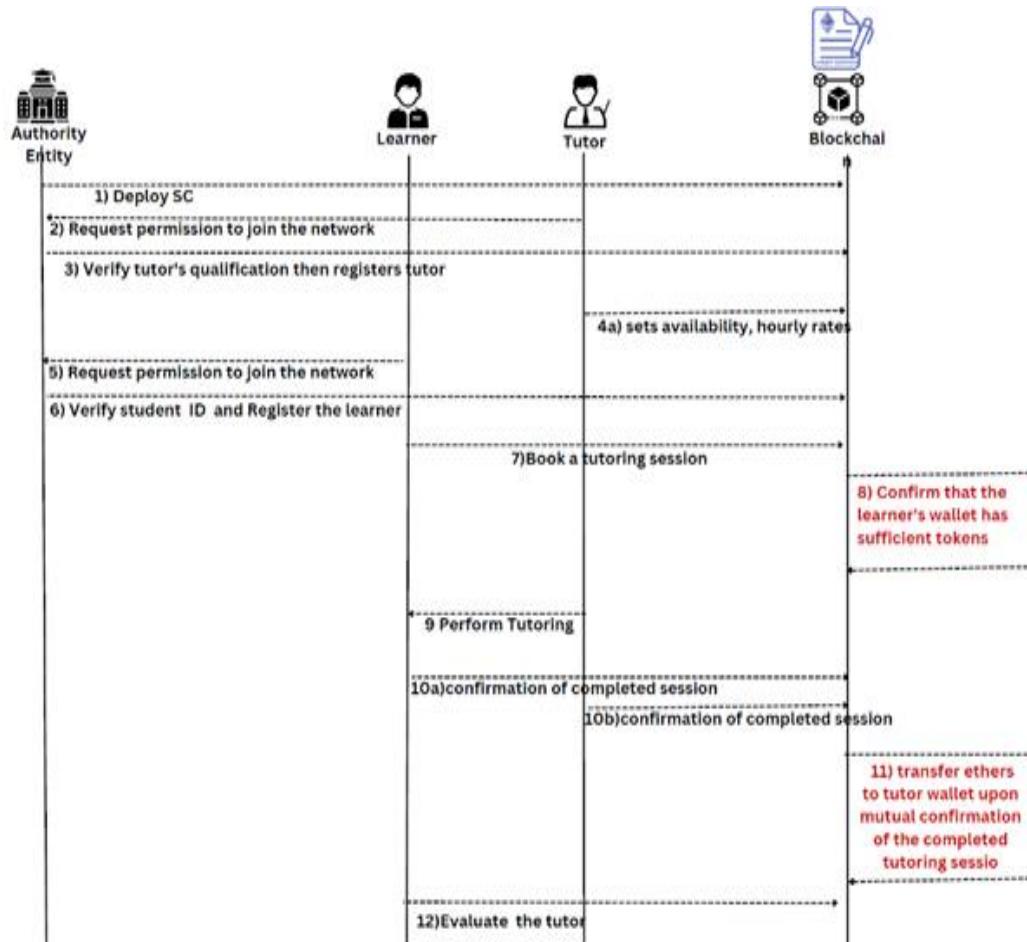 Authority
Entity
Learner
Tutor
Blockchai
n
1) Deploy SC
2) Request permission to join the network
3) Verify tutor's qualification then registers tutor
4a) sets availability, hourly rates
5) Request permission to join the network
6) Verify student ID and Register the learner
7)Book a tutoring session
8) Confirm that the
learner's wallet has
sufficient tokens
9 Perform Tutoring
10a)confirmation of completed session
10b)confirmation of completed session
11) transfer ethers
to tutor wallet upon
mutual confirmation
of the completed
tutoring sessio
12)Evaluate the tutor